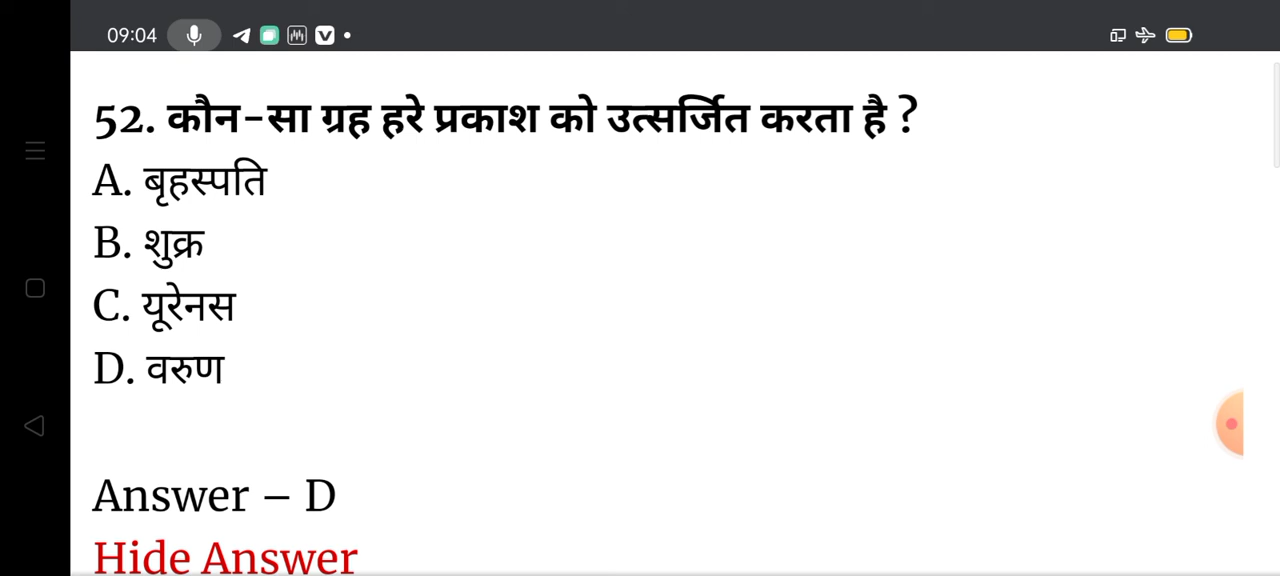 09:04
52. कौन-सा ग्रह हरे प्रकाश को उत्सर्जित करता है ?
A. बृहस्पति
B. शुक्र
C. यूरेनस
D. वरुण
Answer – D
Hide Answer